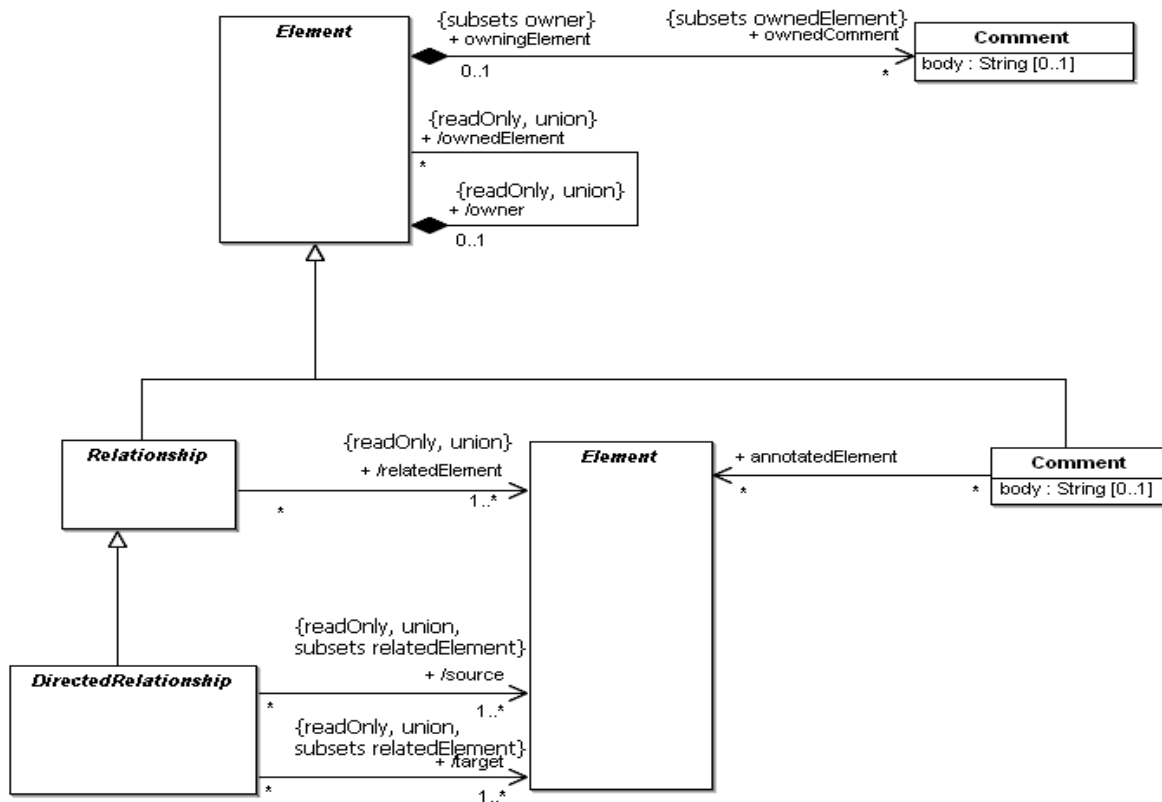 Element
{subsets owner}
+ owningElement
0..1
{subsets ownedElement}
+ ownedComment
*
Comment
body : String [0..1]
{readOnly, union}
+ /ownedElement
*
{readOnly, union}
+ /owner
0..1
Relationship
{readOnly, union}
+ /relatedElement
*
1..*
Element
+ annotatedElement
*
*
Comment
body : String [0..1]
DirectedRelationship
{readOnly, union,
subsets relatedElement}
+ /source
*
1..*
{readOnly, union,
subsets relatedElement}
+ /target
*
1..*